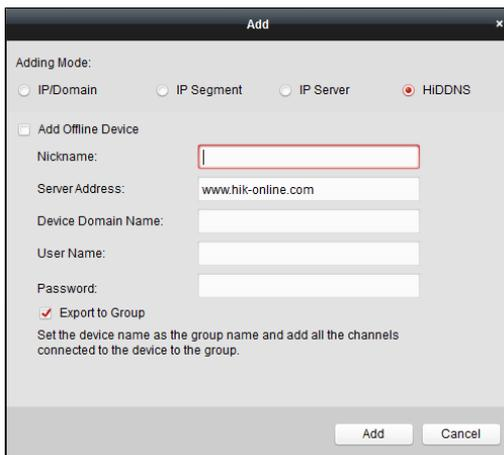 Add
×
Adding Mode:
IP/Domain IP Segment IP Server HiDDNS
Add Offline Device
Nickname:
Server Address: www.hik-online.com
Device Domain Name:
User Name:
Password:
Export to Group
Set the device name as the group name and add all the channels
connected to the device to the group.
Add Cancel